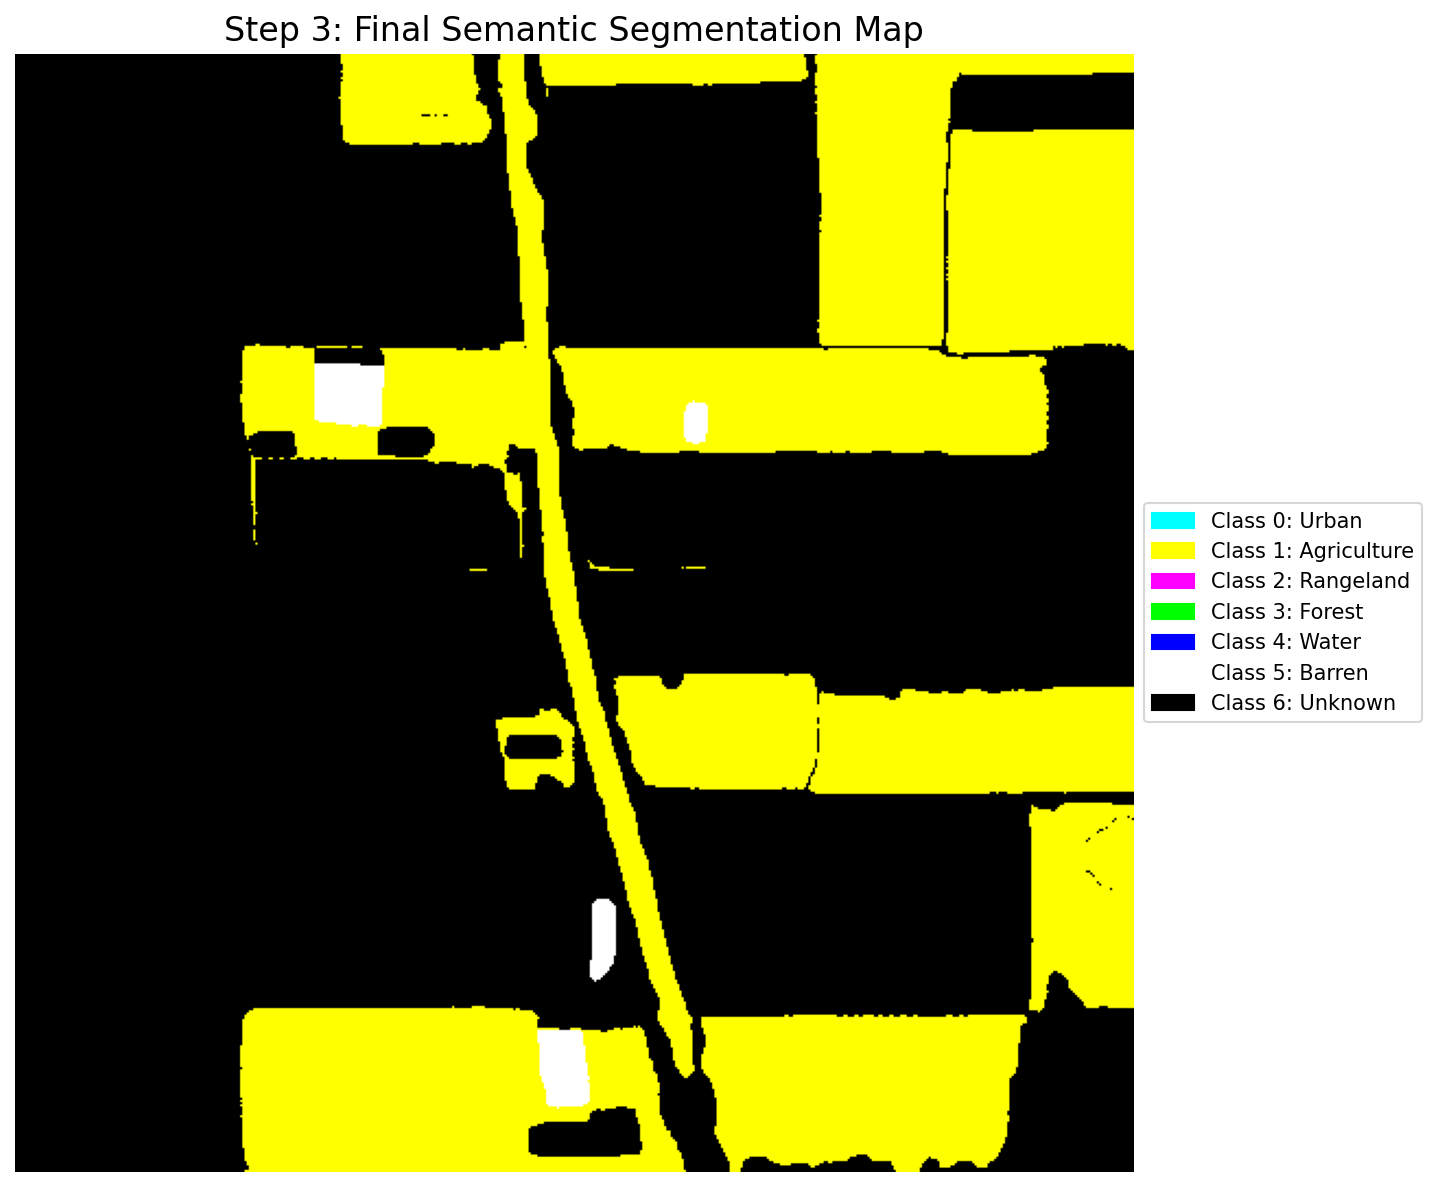 Step 3: Final Semantic Segmentation Map
Class 0: Urban
Class 1: Agriculture
Class 2: Rangeland
Class 3: Forest
Class 4: Water
Class 5: Barren
Class 6: Unknown